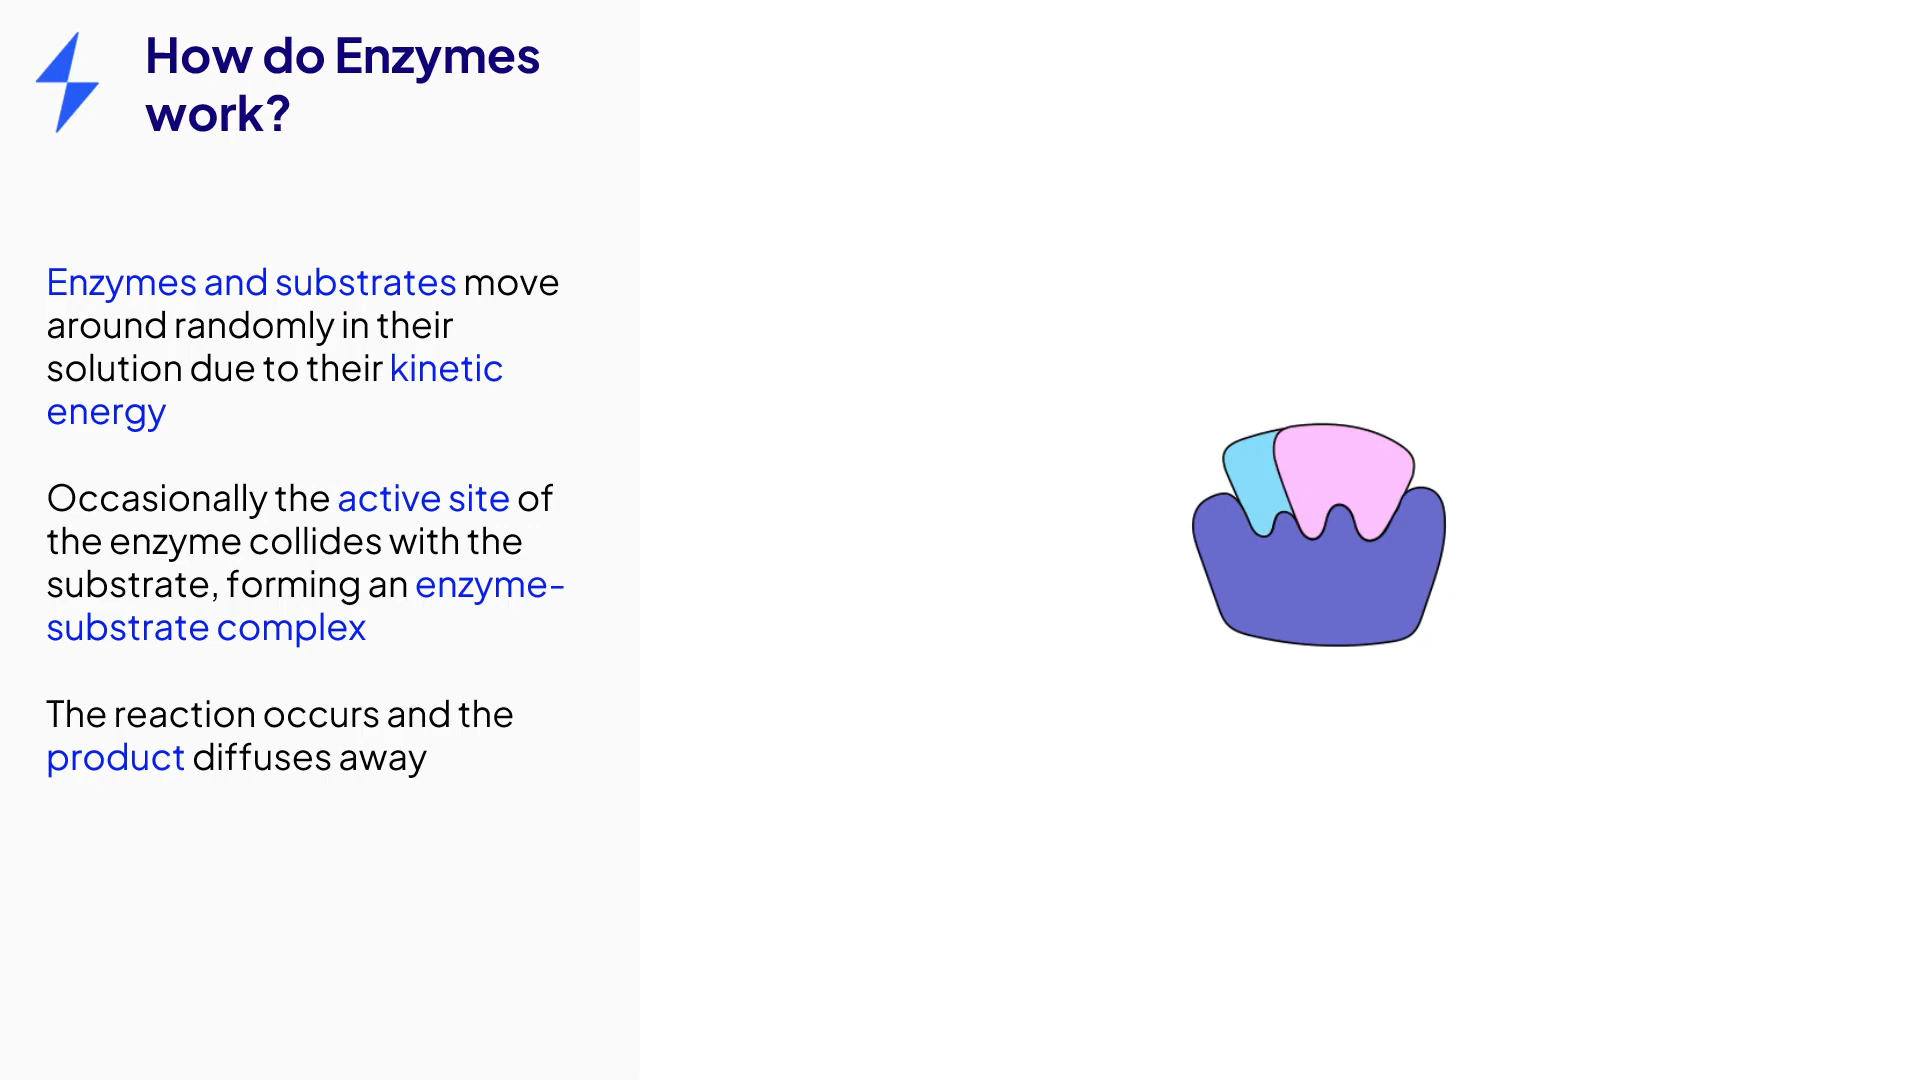 How do Enzymes
work?
Enzymes and substrates move
around randomly in their
solution due to their kinetic
energy
Occasionally the active site of
the enzyme collides with the
substrate, forming an enzyme-
substrate complex
The reaction occurs and the
product diffuses away